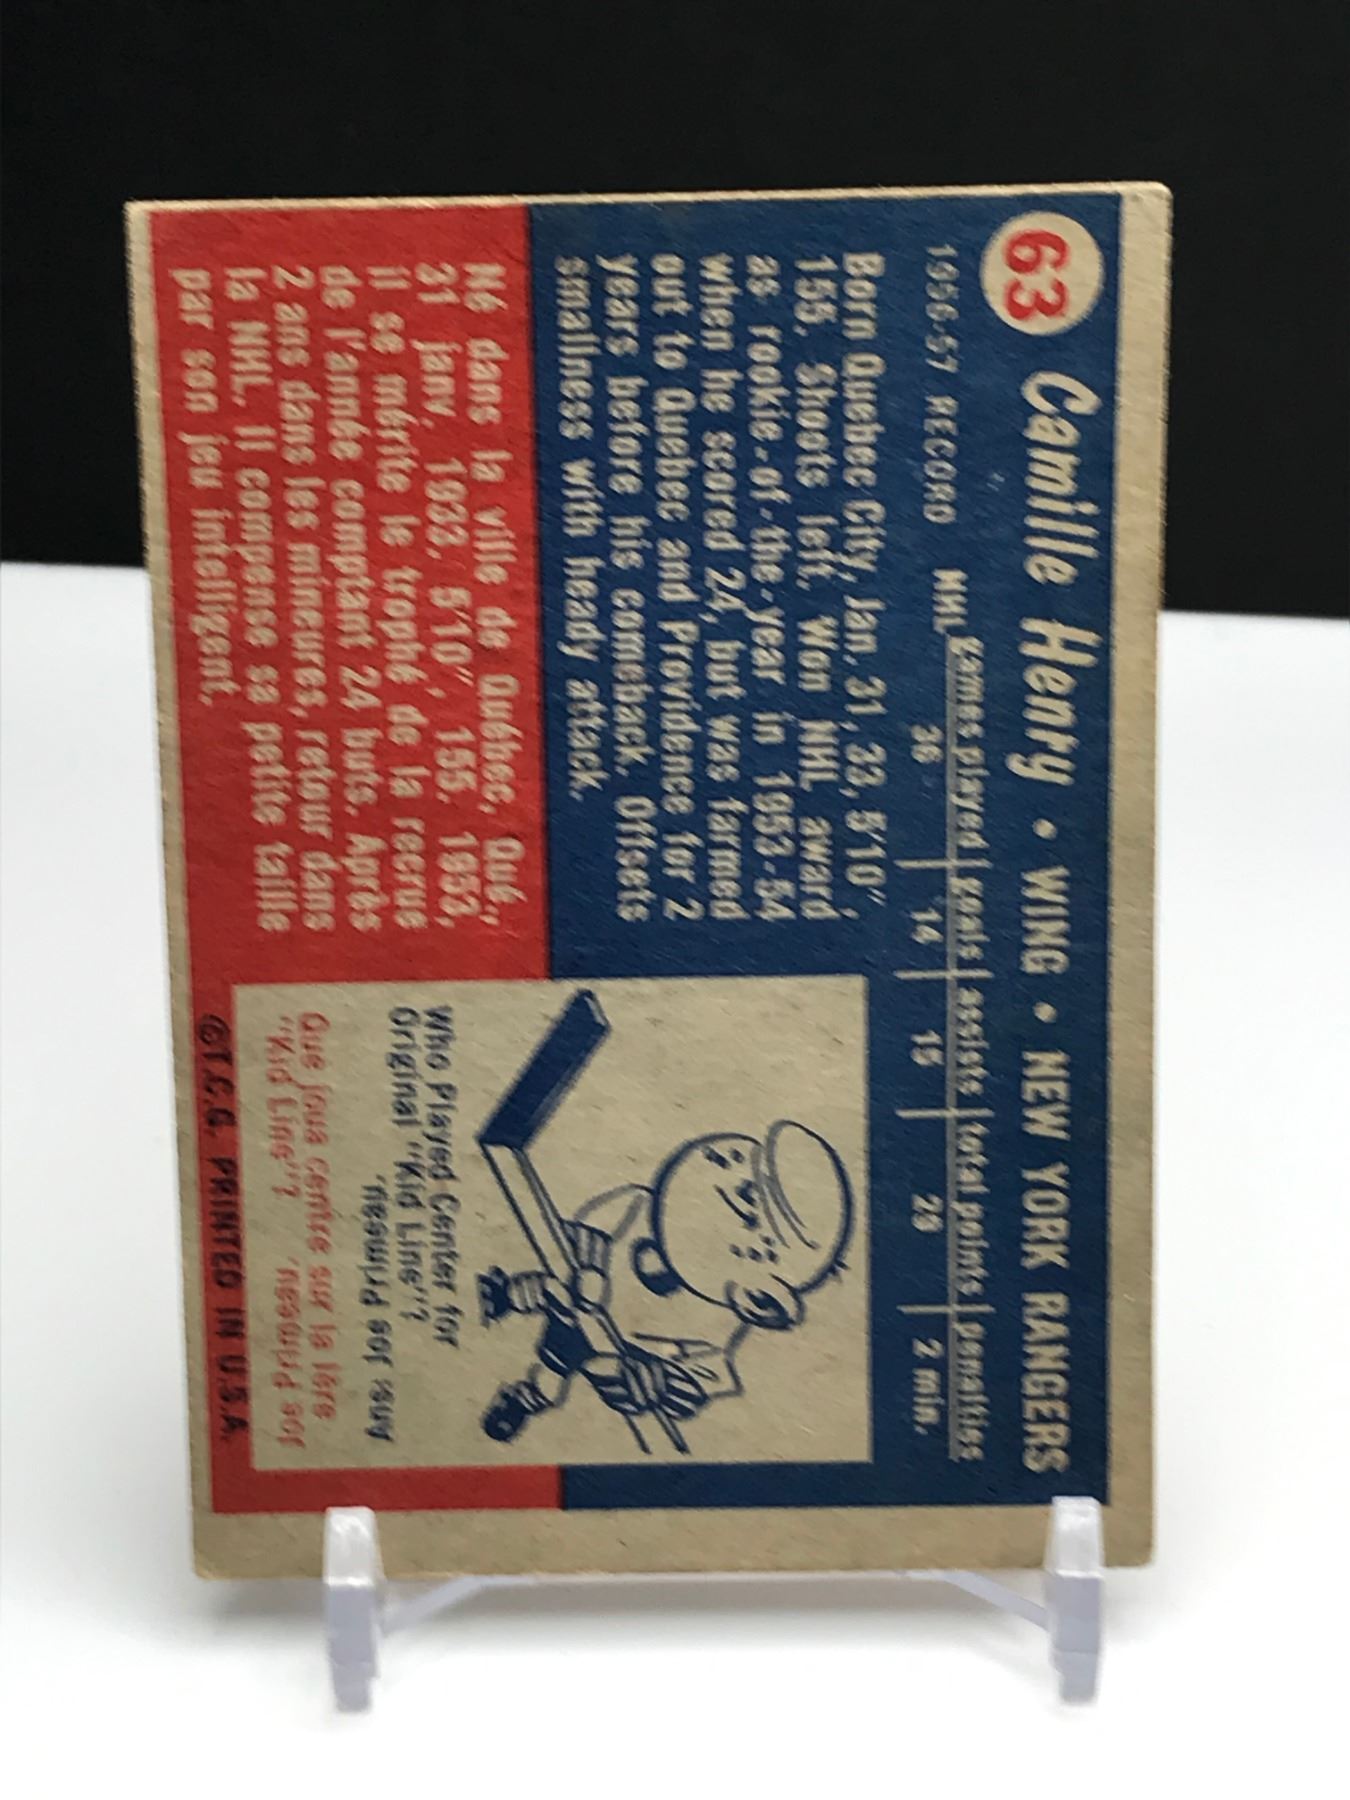 63 Camille Henry • WING • NEW YORK RANGERS
1956-57 RECORD NHL games played goals assists total points penalties
36 14 15 29 2 min.
Born Quebec City, Jan. 31, 33, 5'10",
155. Shoots left. Won NHL award
as rookie-of-the-year in 1953-54
when he scored 24, but was farmed
out to Quebec and Providence for 2
years before his comeback. Offsets
smallness with heady attack.
Né dans la ville de Québec, Qué.,
31 janv. 1933. 5'10", 155. 1953,
il se mérite le trophé de la recrue
de l'année comptant 24 buts. Après
2 ans dans les mineures, retour dans
la NHL. Il compense sa petite taille
par son jeu intelligent.
Who Played Center for
Original "Kid Line"?
Answer: Joe Primeau.
Que joua centre sur la 1ère
"Kid Line"? Joe Primeau.
©T.C.G. PRINTED IN U.S.A.